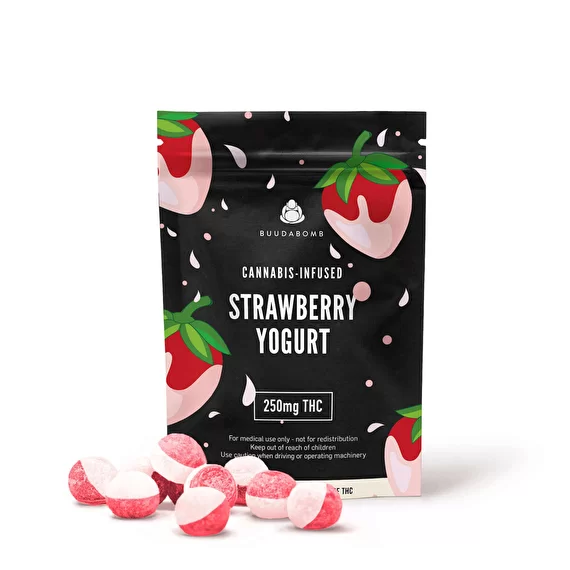 BUUDABOMB
CANNABIS-INFUSED
STRAWBERRY
YOGURT
250mg THC
For medical use only - not for redistribution
Keep out of reach of children
Use caution when driving or operating machinery
THC